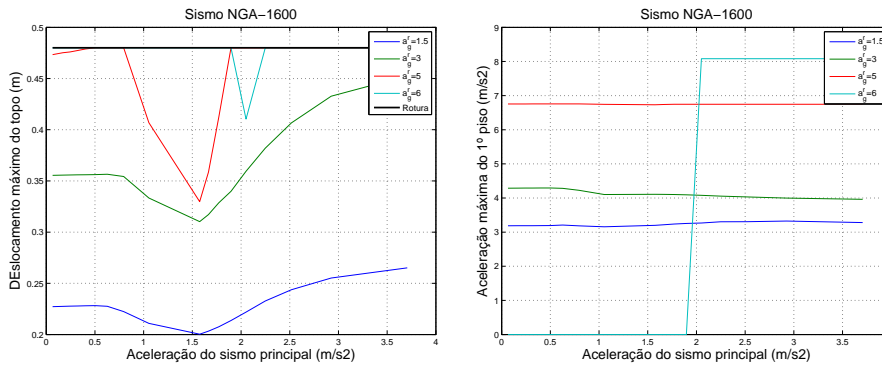 Sismo NGA−1600
DEslocamento máximo do topo (m)
0.5
0.45
0.4
0.35
0.3
0.25
0.2
0
0.5
1
1.5
2
2.5
3
3.5
4
Aceleração do sismo principal (m/s2)
a_g^r=1.5
a_g^r=3
a_g^r=5
a_g^r=6
Rotura
Sismo NGA−1600
Aceleração máxima do 1º piso (m/s2)
9
8
7
6
5
4
3
2
1
0
0
0.5
1
1.5
2
2.5
3
3.5
Aceleração do sismo principal (m/s2)
a_g^r=1.5
a_g^r=3
a_g^r=5
a_g^r=6